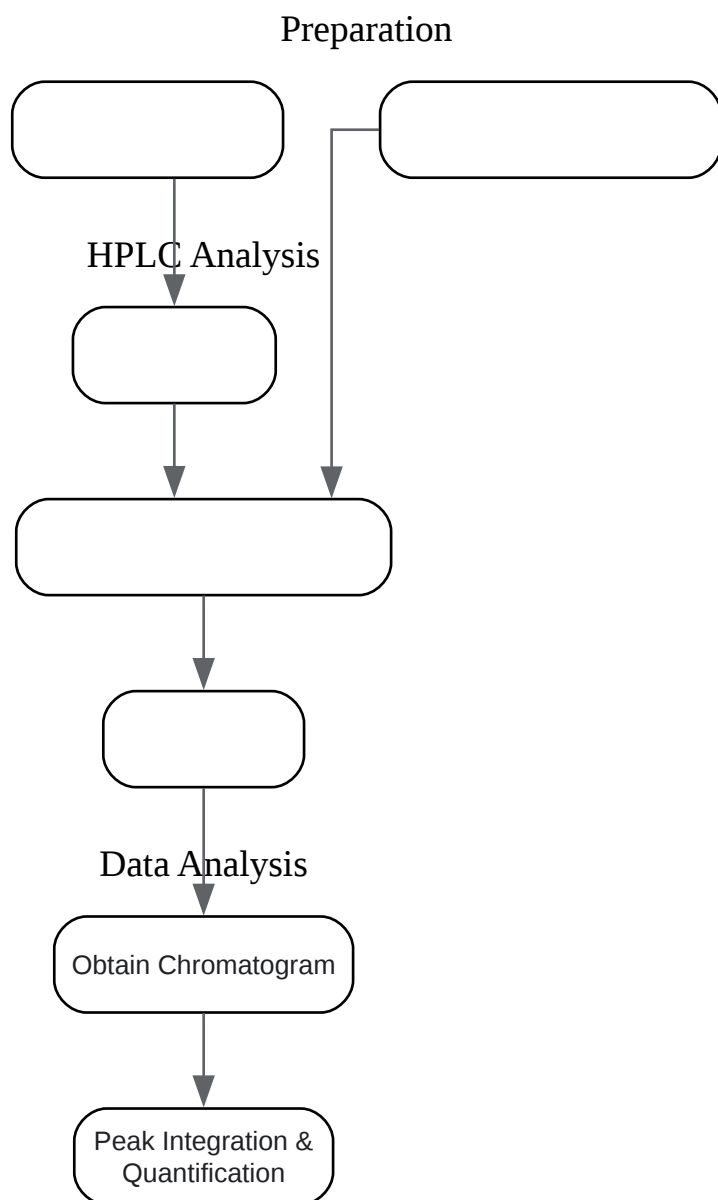 Preparation
HPLC Analysis
Data Analysis
Obtain Chromatogram
Peak Integration &
Quantification